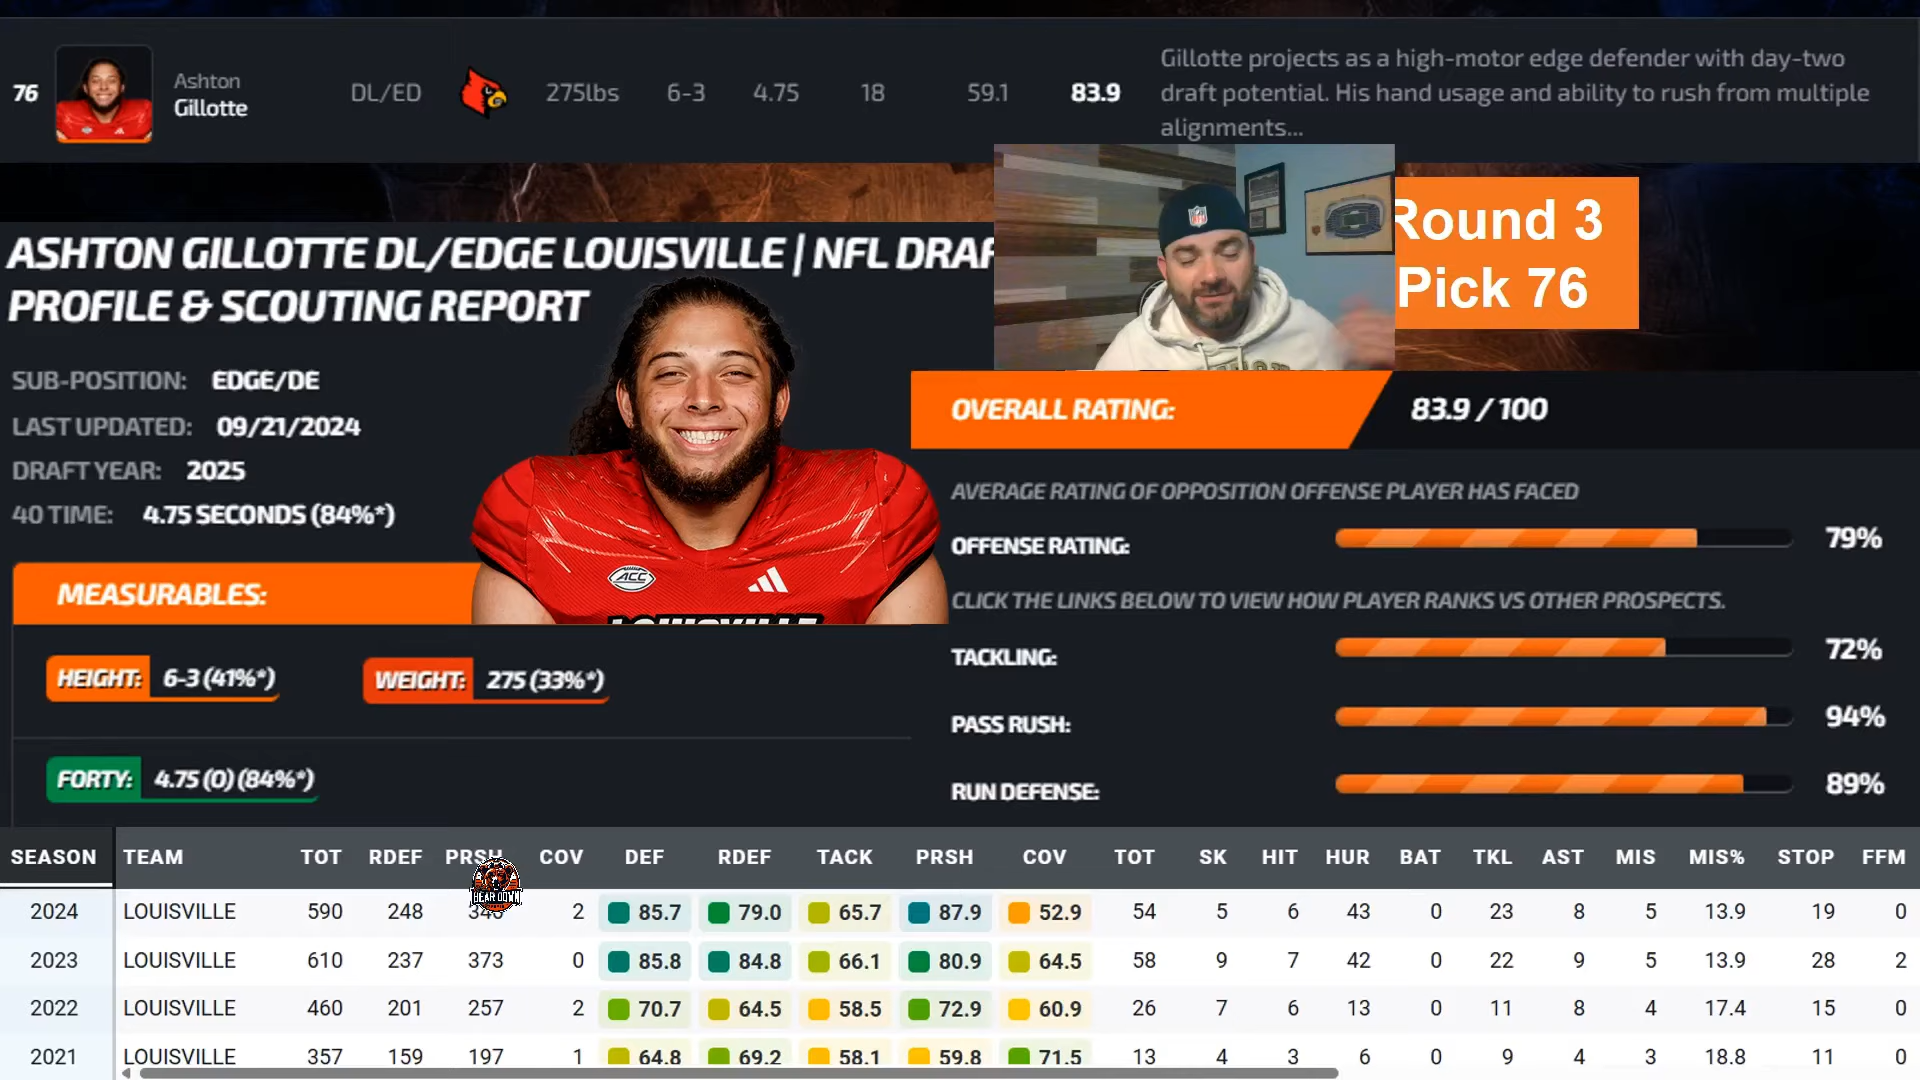 76
Ashton
Gillotte
DL/ED 275lbs 6-3 4.75 18 59.1 83.9
Gillotte projects as a high-motor edge defender with day-two
draft potential. His hand usage and ability to rush from multiple
alignments...
Round 3
Pick 76
ASHTON GILLOTTE DL/EDGE LOUISVILLE | NFL DRAF
PROFILE & SCOUTING REPORT
SUB-POSITION: EDGE/DE
LAST UPDATED: 09/21/2024
DRAFT YEAR: 2025
40 TIME: 4.75 SECONDS (84%*)
ACC
LOUISVILLE
MEASURABLES:
HEIGHT: 6-3 (41%*) WEIGHT: 275 (33%*)
FORTY: 4.75 (0) (84%*)
OVERALL RATING: 83.9 / 100
AVERAGE RATING OF OPPOSITION OFFENSE PLAYER HAS FACED
OFFENSE RATING: 79%
CLICK THE LINKS BELOW TO VIEW HOW PLAYER RANKS VS OTHER PROSPECTS.
TACKLING: 72%
PASS RUSH: 94%
RUN DEFENSE: 89%
SEASON TEAM TOT RDEF PRSH COV DEF RDEF TACK PRSH COV TOT SK HIT HUR BAT TKL AST MIS MIS% STOP FFM
BEAR DOWN
2024 LOUISVILLE 590 248 340 2 85.7 79.0 65.7 87.9 52.9 54 5 6 43 0 23 8 5 13.9 19 0
2023 LOUISVILLE 610 237 373 0 85.8 84.8 66.1 80.9 64.5 58 9 7 42 0 22 9 5 13.9 28 2
2022 LOUISVILLE 460 201 257 2 70.7 64.5 58.5 72.9 60.9 26 7 6 13 0 11 8 4 17.4 15 0
2021 LOUISVILLE 357 159 197 1 64.8 69.2 58.1 59.8 71.5 13 4 3 6 0 9 4 3 18.8 11 0